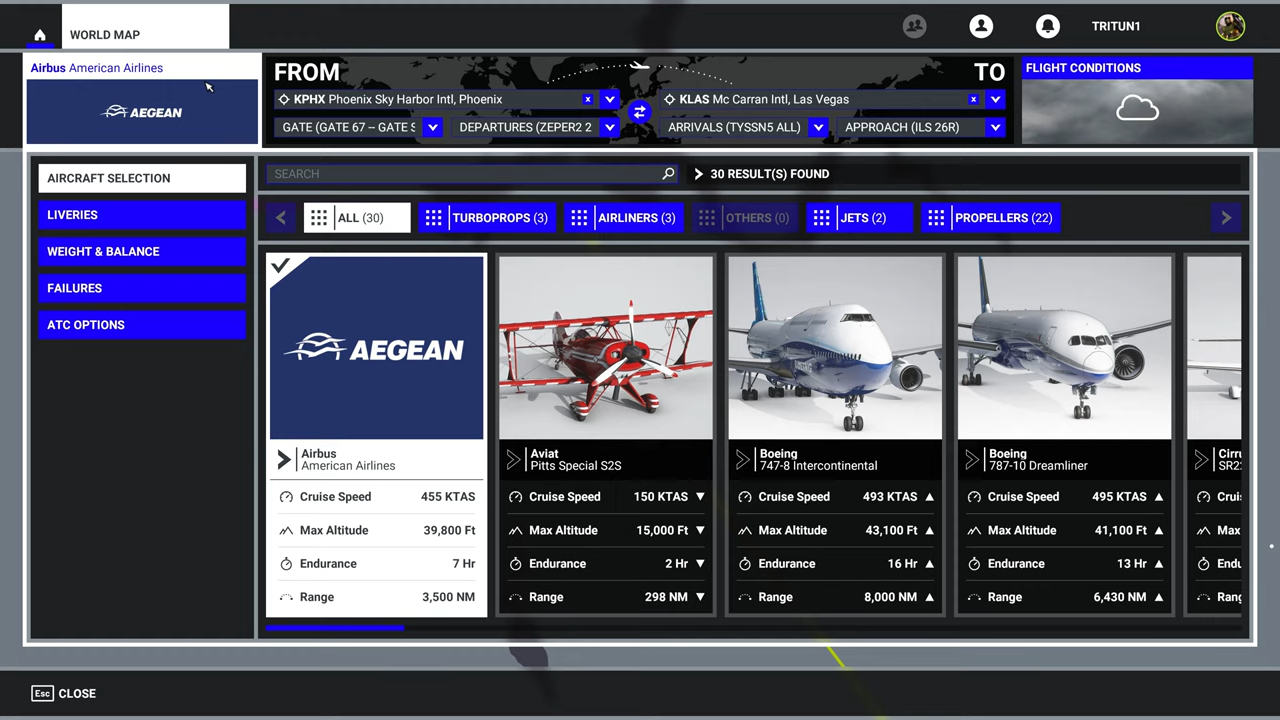 WORLD MAP
TRITUN1
Airbus American Airlines
AEGEAN
FROM
TO
KPHX Phoenix Sky Harbor Intl, Phoenix
x
KLAS Mc Carran Intl, Las Vegas
x
GATE (GATE 67 -- GATE S
DEPARTURES (ZEPER2 2
ARRIVALS (TYSSN5 ALL)
APPROACH (ILS 26R)
FLIGHT CONDITIONS
AIRCRAFT SELECTION
LIVERIES
WEIGHT & BALANCE
FAILURES
ATC OPTIONS
SEARCH
30 RESULT(S) FOUND
ALL (30)
TURBOPROPS (3)
AIRLINERS (3)
OTHERS (0)
JETS (2)
PROPELLERS (22)
AEGEAN
Airbus
American Airlines
Cruise Speed 455 KTAS
Max Altitude 39,800 Ft
Endurance 7 Hr
Range 3,500 NM
Aviat
Pitts Special S2S
Cruise Speed 150 KTAS
Max Altitude 15,000 Ft
Endurance 2 Hr
Range 298 NM
Boeing
747-8 Intercontinental
Cruise Speed 493 KTAS
Max Altitude 43,100 Ft
Endurance 16 Hr
Range 8,000 NM
Boeing
787-10 Dreamliner
Cruise Speed 495 KTAS
Max Altitude 41,100 Ft
Endurance 13 Hr
Range 6,430 NM
Cirru
SR22
Crui
Max
Endu
Rang
Esc CLOSE